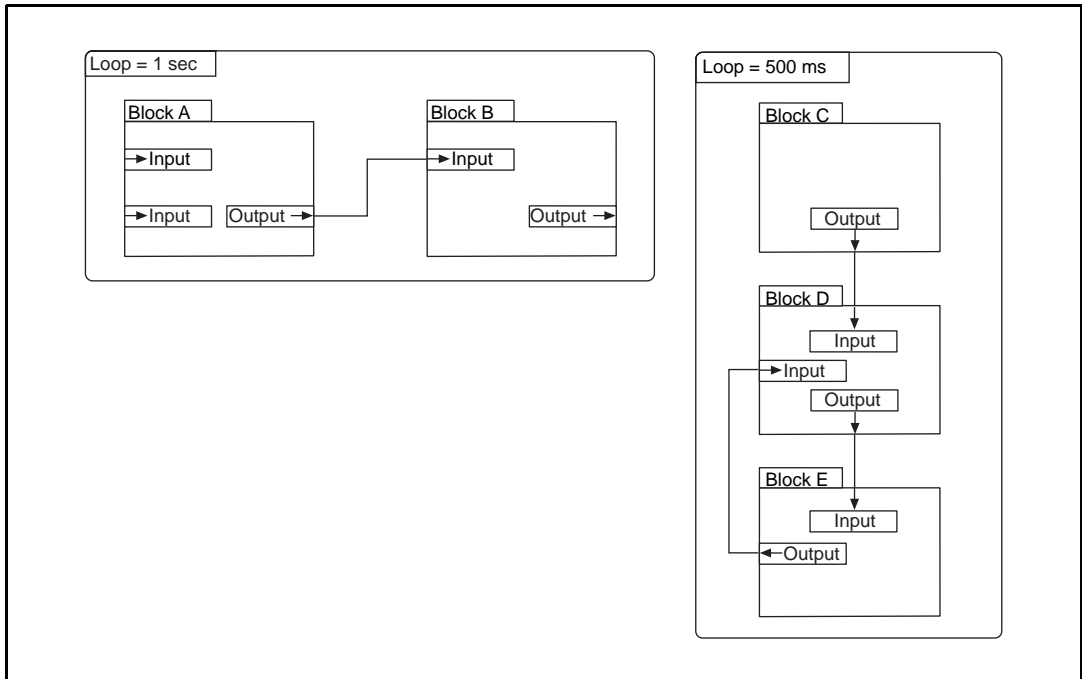 Loop = 1 sec
Block A
Input
Input
Output
Block B
Input
Output
Loop = 500 ms
Block C
Output
Block D
Input
Input
Output
Block E
Input
Output